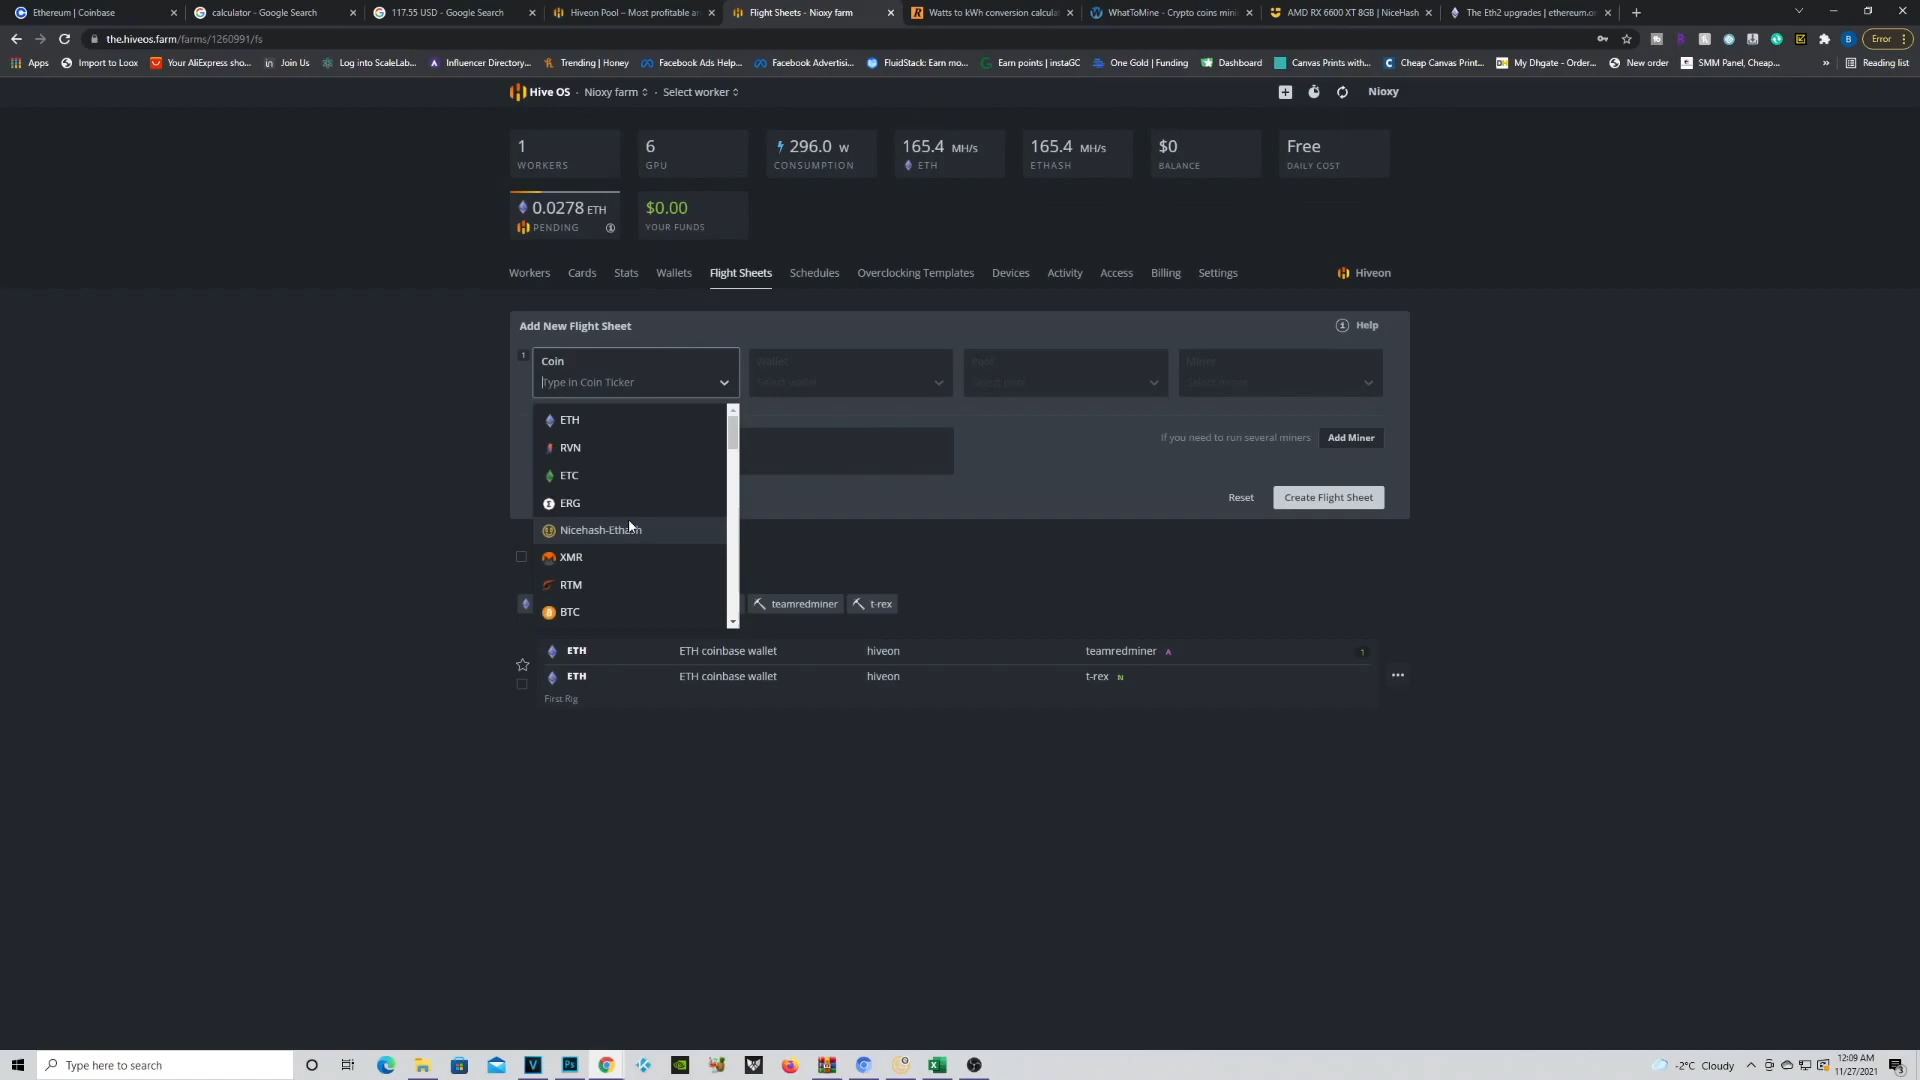 Ethereum | Coinbase
calculator - Google Search
117.55 USD - Google Search
Hiveon Pool – Most profitable a
Flight Sheets - Nioxy farm
Watts to kWh conversion calcula
WhatToMine - Crypto coins mini
AMD RX 6600 XT 8GB | NiceHash
The Eth2 upgrades | ethereum.o
the.hiveos.farm/farms/1260991/fs
Error
Apps
Import to Loox
Your AliExpress sho...
Join Us
Log into ScaleLab...
Influencer Directory...
Trending | Honey
Facebook Ads Help...
Facebook Advertisi...
FluidStack: Earn mo...
Earn points | instaGC
One Gold | Funding
Dashboard
Canvas Prints with...
Cheap Canvas Print...
My Dhgate - Order...
New order
SMM Panel, Cheap...
»
Reading list
Hive OS · Nioxy farm · Select worker
Nioxy
1
WORKERS
6
GPU
296.0 W
CONSUMPTION
165.4 MH/s
ETH
165.4 MH/s
ETHASH
$0
BALANCE
Free
DAILY COST
0.0278 ETH
PENDING
$0.00
YOUR FUNDS
Workers
Cards
Stats
Wallets
Flight Sheets
Schedules
Overclocking Templates
Devices
Activity
Access
Billing
Settings
Hiveon
Add New Flight Sheet
Help
1
Coin
Type in Coin Ticker
Wallet
Select wallet
Pool
Select pool
Miner
Select miner
ETH
RVN
ETC
ERG
Nicehash-Ethash
XMR
RTM
BTC
If you need to run several miners
Add Miner
Reset
Create Flight Sheet
teamredminer
t-rex
ETH
ETH coinbase wallet
hiveon
teamredminer A
1
ETH
ETH coinbase wallet
hiveon
t-rex N
First Rig
Type here to search
-2°C Cloudy
12:09 AM
11/27/2021